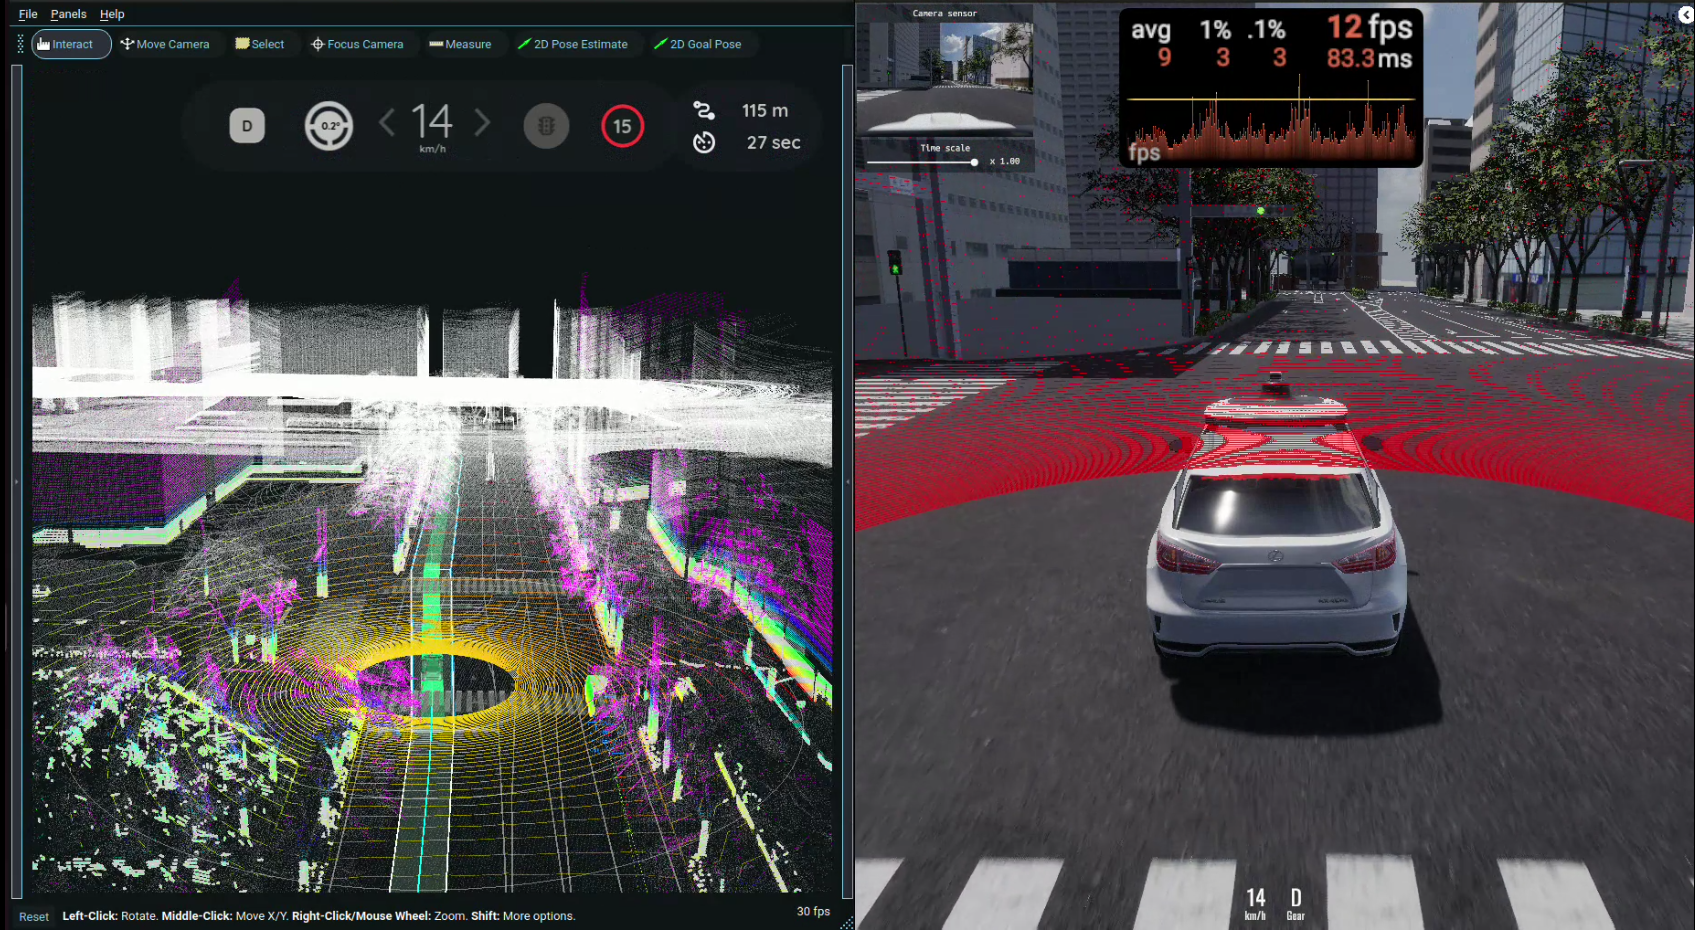 File Panels Help
Interact Move Camera Select Focus Camera Measure 2D Pose Estimate 2D Goal Pose
D 0.2° 14 km/h 15 115 m
27 sec
Reset Left-Click: Rotate. Middle-Click: Move X/Y. Right-Click/Mouse Wheel: Zoom. Shift: More options. 30 fps
Camera sensor
Time scale
x 1.00
avg 1% .1% 12 fps
9 3 3 83.3 ms
fps
14 D
km/h Gear